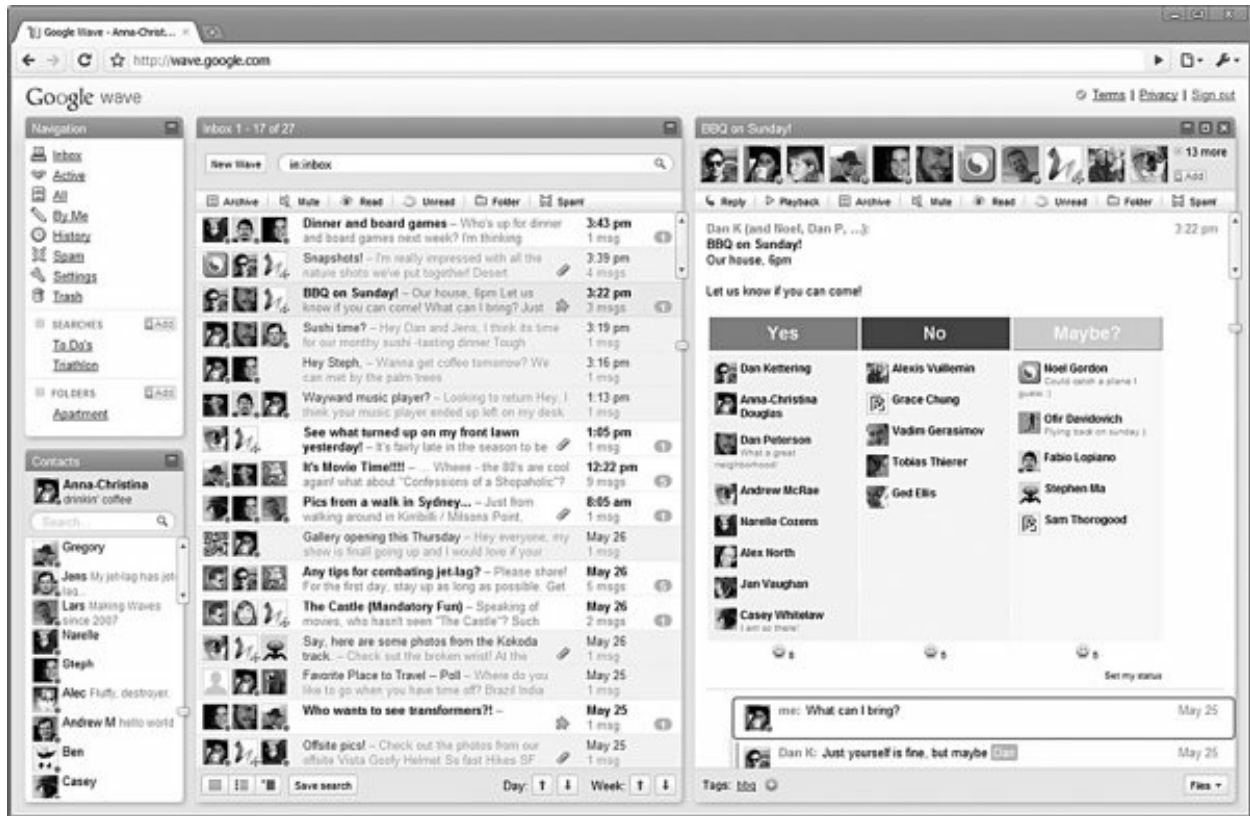 Google Wave - Anna-Christ...
http://wave.google.com
Google wave
Terms | Privacy | Sign out
Navigation
Inbox
Active
All
By Me
History
Spam
Settings
Trash
SEARCHES Add
To Do's
Triathlon
FOLDERS Add
Apartment
Contacts
Anna-Christina
drinkin' coffee
Search...
Gregory
Jens My jet-lag has jet-
lag...
Lars Making Waves
since 2007
Narelle
Steph
Alec Fluffy, destroyer.
Andrew M hello world
Ben
Casey
Inbox 1 - 17 of 27
New Wave in:inbox
Archive Mute Read Unread Folder Spam
Dinner and board games – Who's up for dinner 3:43 pm
and board games next week? I'm thinking 1 msg
Snapshots! – I'm really impressed with all the 3:39 pm
nature shots we've put together! Desert 4 msgs
BBQ on Sunday! – Our house, 6pm Let us 3:22 pm
know if you can come! What can I bring? Just 3 msgs
Sushi time? – Hey Dan and Jens, I think its time 3:19 pm
for our monthy sushi -tasting dinner Tough 1 msg
Hey Steph, – Wanna get coffee tomorrow? We 3:16 pm
can met by the palm trees 1 msg
Wayward music player? – Looking to return Hey, I 1:13 pm
think your music player ended up left on my desk 1 msg
See what turned up on my front lawn 1:05 pm
yesterday! – It's fairly late in the season to be 1 msg
It's Movie Time!!!! – ... Wheee - the 80's are cool 12:22 pm
again! what about "Confessions of a Shopaholic"? 9 msgs
Pics from a walk in Sydney... – Just from 8:05 am
walking around in Kirribilli / Milsons Point, 1 msg
Gallery opening this Thursday – Hey everyone, my May 26
show is finall going up and I would love if your 1 msg
Any tips for combating jet-lag? – Please share! May 26
For the first day, stay up as long as possible. Get 5 msgs
The Castle (Mandatory Fun) – Speaking of May 26
movies, who hasn't seen "The Castle"? Such 2 msgs
Say, here are some photos from the Kokoda May 26
track. – Check out the broken wrist! At the 1 msg
Favorite Place to Travel – Poll – Where do you May 26
like to go when you have time off? Brazil India 1 msg
Who wants to see transformers?! – May 25
1 msg
Offsite pics! – Check out the photos from our May 25
offsite Vista Goofy Helmet So fast Hikes SF 1 msg
Save search Day: Week:
BBQ on Sunday!
13 more
Add
Reply Playback Archive Mute Read Unread Folder Spam
Dan K (and Noel, Dan P, ...): 3:22 pm
BBQ on Sunday!
Our house, 6pm
Let us know if you can come!
Yes No Maybe?
Dan Kettering
Anna-Christina
Douglas
Dan Peterson
What a great
neighborhood!
Andrew McRae
Narelle Cozens
Alex North
Jan Vaughan
Casey Whitelaw
I am so there!
Alexis Vuillemin
Grace Chung
Vadim Gerasimov
Tobias Thierer
Ged Ellis
Noel Gordon
Could catch a plane I
guess :)
Ofir Davidovich
Flying back on sunday :)
Fabio Lopiano
Stephen Ma
Sam Thorogood
8 5 5
Set my status
me: What can I bring? May 25
Dan K: Just yourself is fine, but maybe Dan
Tags: bbq Files